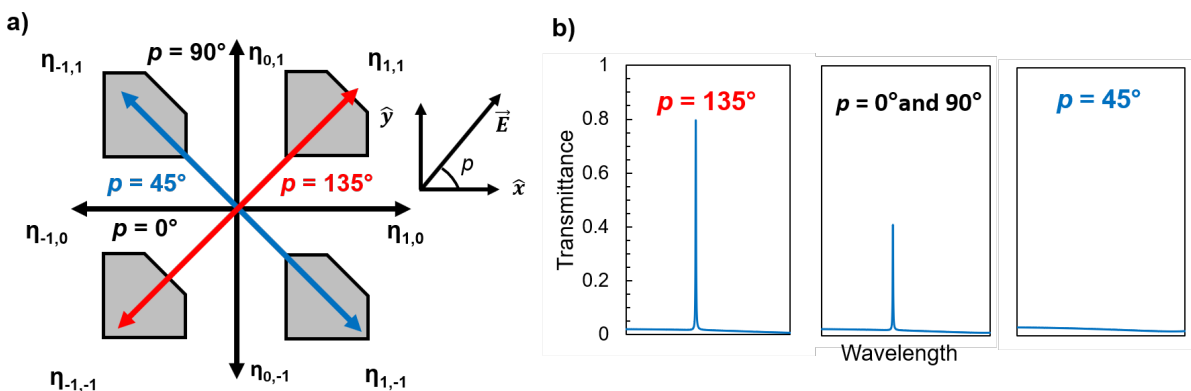 a)
η-1,1
p = 90°
η0,1
η1,1
p = 45°
p = 135°
η-1,0
p = 0°
η1,0
η-1,-1
η0,-1
η1,-1
ŷ
E⃗
p
x̂
b)
Transmittance
1
0.8
0.6
0.4
0.2
0
p = 135°
p = 0°and 90°
p = 45°
Wavelength